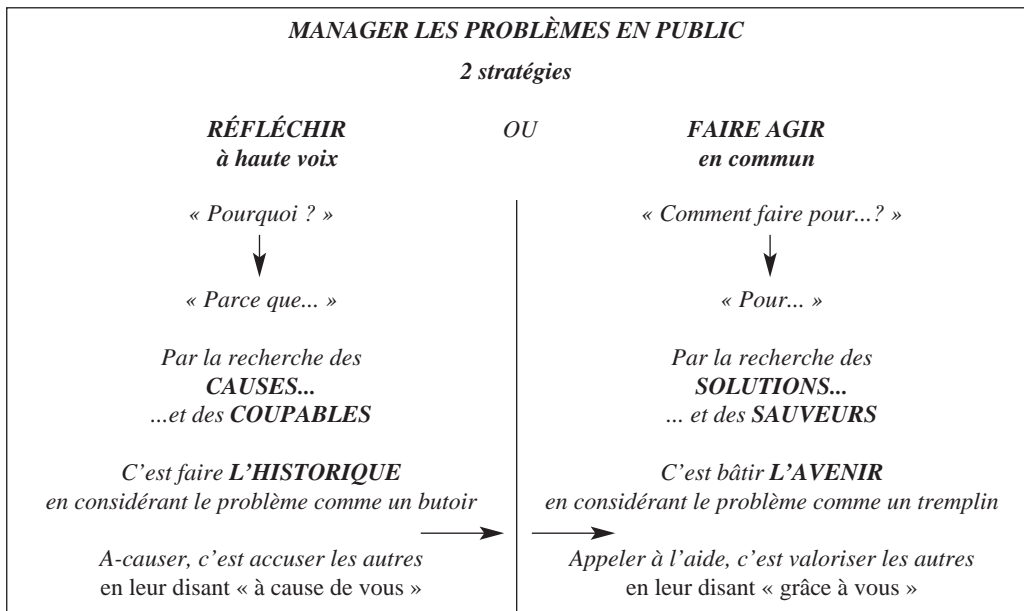 MANAGER LES PROBLÈMES EN PUBLIC
2 stratégies
RÉFLÉCHIR
à haute voix
OU
FAIRE AGIR
en commun
« Pourquoi ? »
« Parce que... »
Par la recherche des
CAUSES...
...et des COUPABLES
C’est faire L’HISTORIQUE
en considérant le problème comme un butoir
A-causer, c’est accuser les autres
en leur disant « à cause de vous »
« Comment faire pour...? »
« Pour... »
Par la recherche des
SOLUTIONS...
... et des SAUVEURS
C’est bâtir L’AVENIR
en considérant le problème comme un tremplin
Appeler à l’aide, c’est valoriser les autres
en leur disant « grâce à vous »